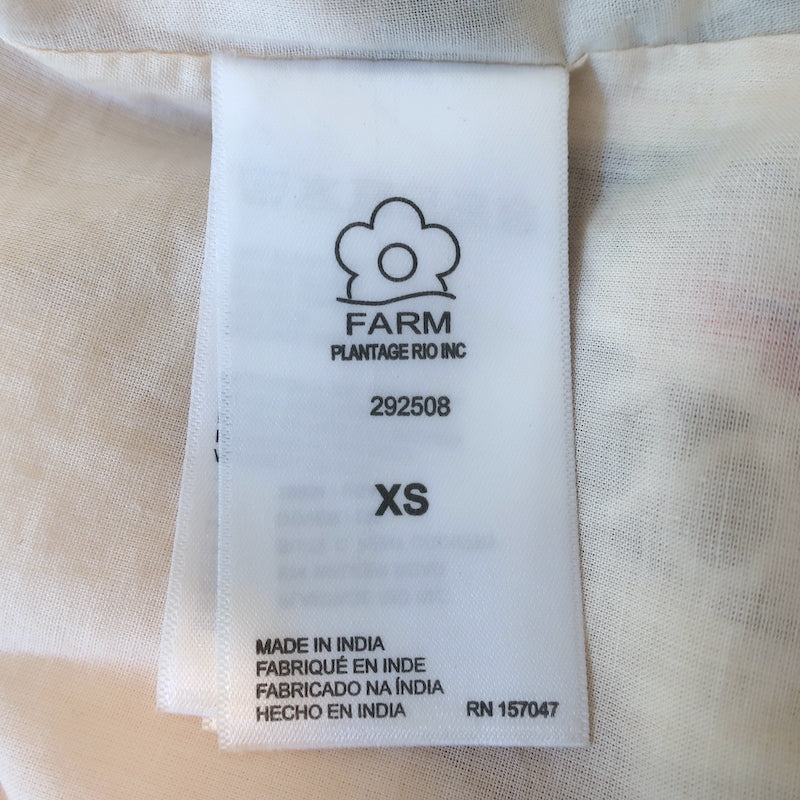 FARM
PLANTAGE RIO INC
292508
XS
MADE IN INDIA
FABRIQUÉ EN INDE
FABRICADO NA ÍNDIA
HECHO EN INDIA
RN 157047